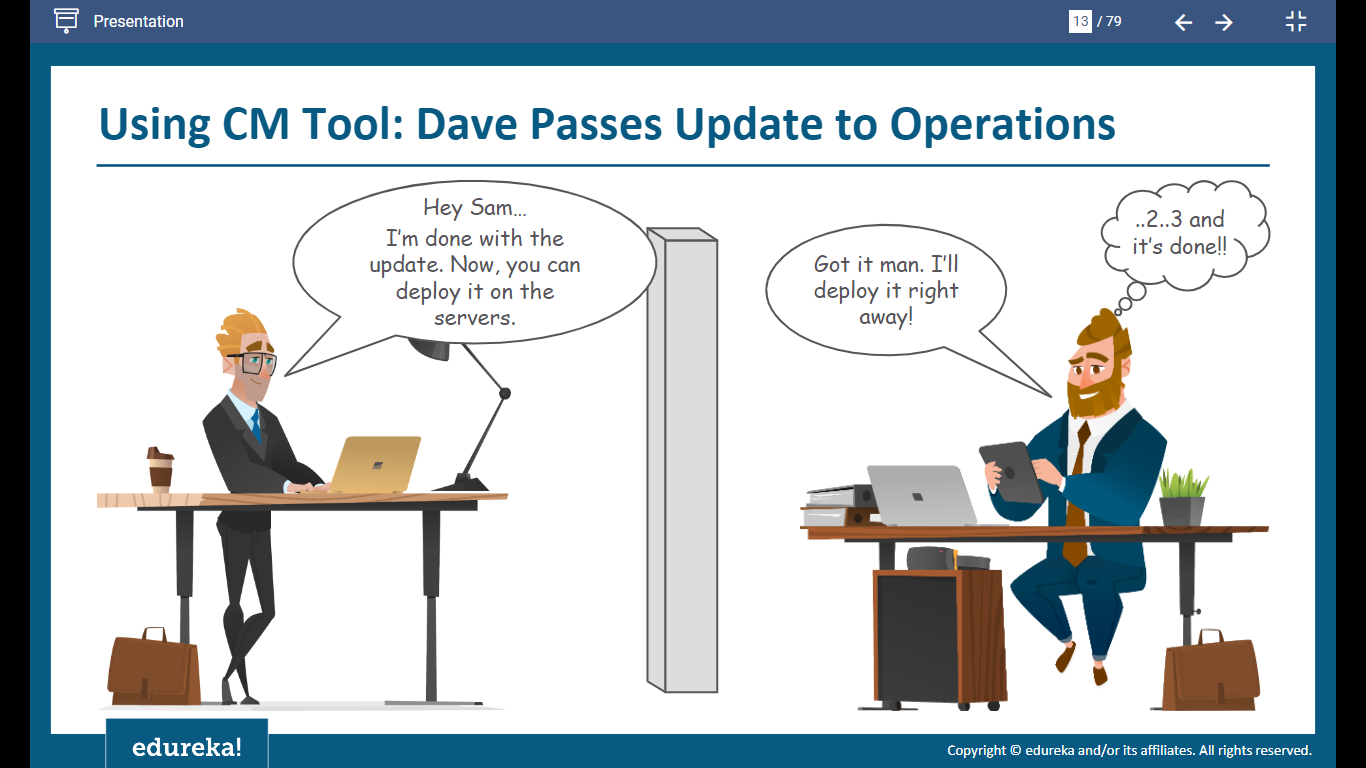 Presentation
13 / 79
Using CM Tool: Dave Passes Update to Operations
Hey Sam...
I'm done with the
update. Now, you can
deploy it on the
servers.
Got it man. I'll
deploy it right
away!
..2..3 and
it's done!!
edureka!
Copyright © edureka and/or its affiliates. All rights reserved.